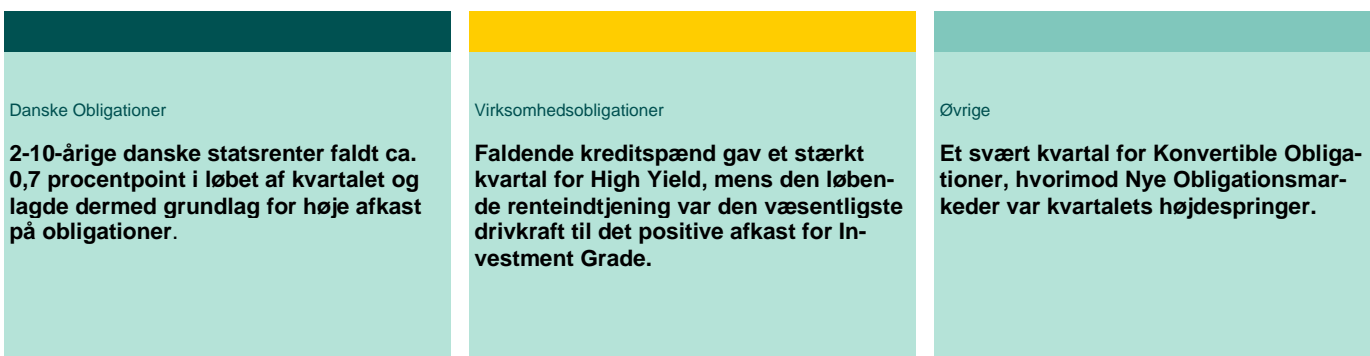 Danske Obligationer
2-10-årige danske statsrenter faldt ca.
0,7 procentpoint i løbet af kvartalet og
lagde dermed grundlag for høje afkast
på obligationer.
Virksomhedsobligationer
Faldende kreditspænd gav et stærkt
kvartal for High Yield, mens den løben-
de renteindtjening var den væsentligste
drivkraft til det positive afkast for In-
vestment Grade.
Øvrige
Et svært kvartal for Konvertible Obliga-
tioner, hvorimod Nye Obligationsmar-
keder var kvartalets højdespringer.